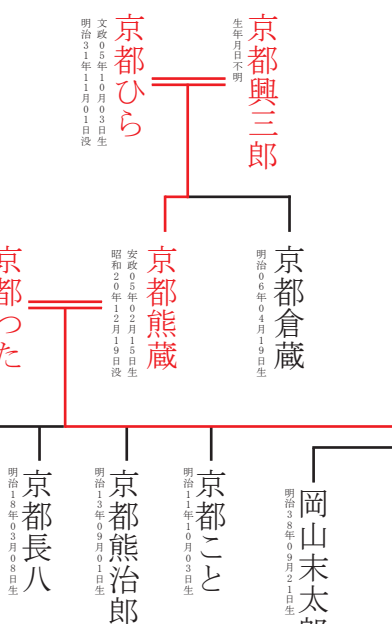 京都興三郎
生年月日不明
京都ひら
文政05年10月03日生
明治31年11月01日没
京都倉蔵
明治06年04月19日生
京都熊蔵
安政05年02月15日生
昭和20年12月19日没
京都つた
岡山末太郎
明治38年09月21日生
京都こと
明治11年10月03日生
京都熊治郎
明治13年09月01日生
京都長八
明治18年03月08日生